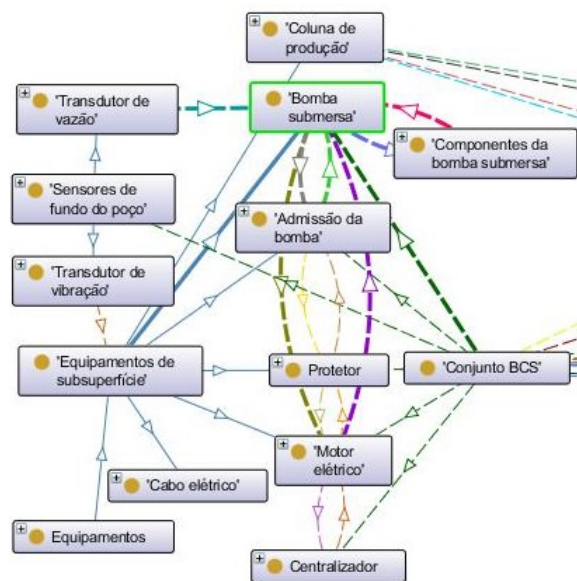 'Coluna de
produção'
'Transdutor de
vazão'
'Bomba
submersa'
'Componentes da
bomba submersa'
'Sensores de
fundo do poço'
'Admissão da
bomba'
'Transdutor de
vibração'
'Equipamentos de
subsuperfície'
Protetor
'Conjunto BCS'
'Motor
elétrico'
'Cabo elétrico'
Equipamentos
Centralizador